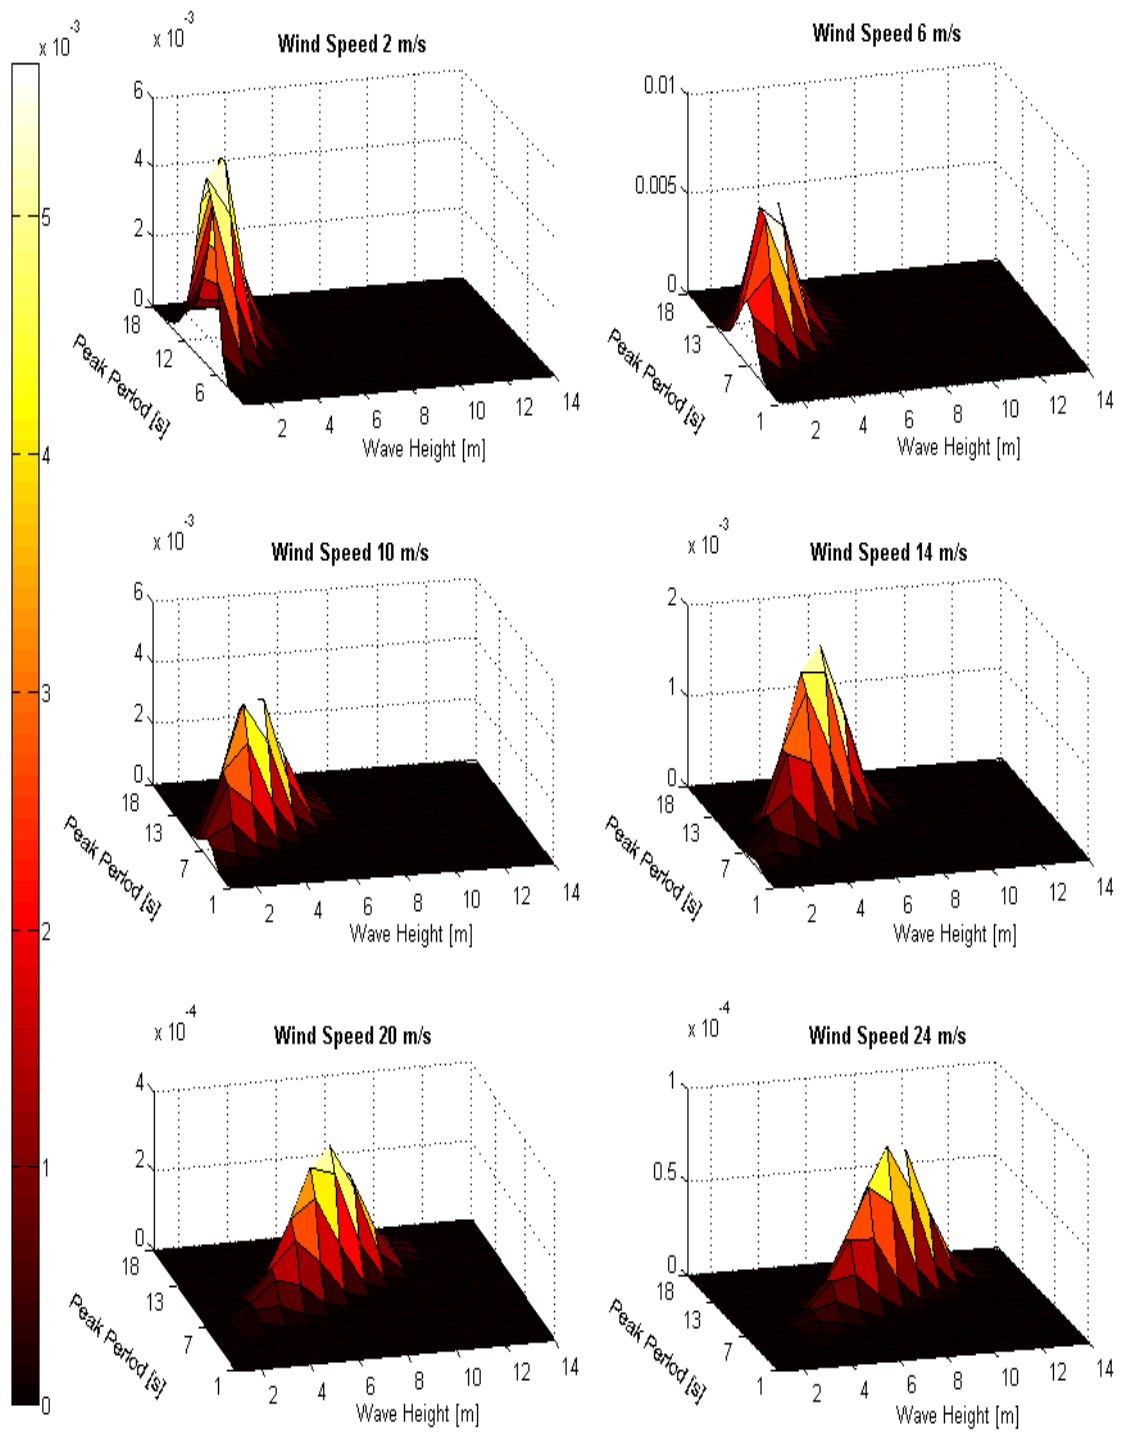 x 10-3
5
4
3
2
1
0
x 10-3
Wind Speed 2 m/s
6
4
2
0
18
12
6
Peak Period [s]
2 4 6 8 10 12 14
Wave Height [m]
Wind Speed 6 m/s
0.01
0.005
0
18
13
7
1
Peak Period [s]
2 4 6 8 10 12 14
Wave Height [m]
x 10-3
Wind Speed 10 m/s
6
4
2
0
18
13
7
1
Peak Period [s]
2 4 6 8 10 12 14
Wave Height [m]
x 10-3
Wind Speed 14 m/s
2
1
0
18
13
7
1
Peak Period [s]
2 4 6 8 10 12 14
Wave Height [m]
x 10-4
Wind Speed 20 m/s
4
2
0
18
13
7
1
Peak Period [s]
2 4 6 8 10 12 14
Wave Height [m]
x 10-4
Wind Speed 24 m/s
1
0.5
0
18
13
7
1
Peak Period [s]
2 4 6 8 10 12 14
Wave Height [m]